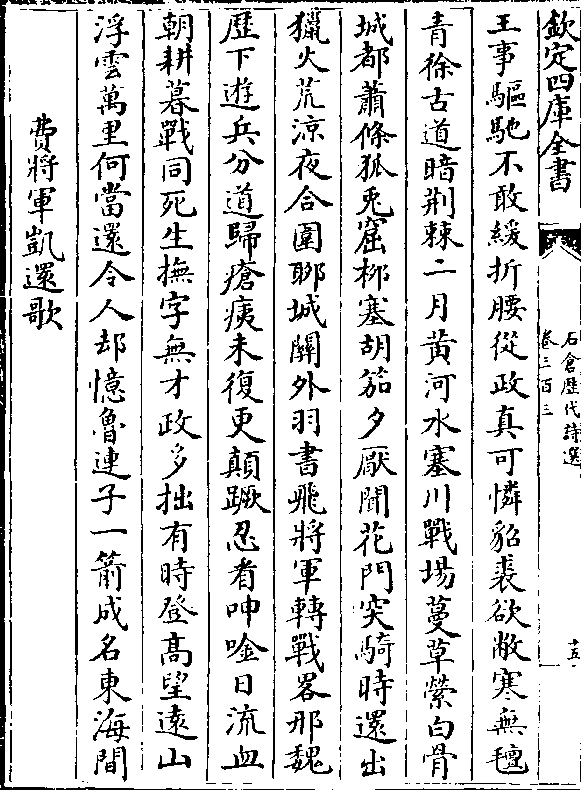 欽定四庫全書
石倉歷代詩選
卷三百三
十五
王事驅馳不敢緩折腰從政真可憐貂裘欲敝寒無氊
青徐古道暗荆棘二月黄河水塞川戰場蔓草縈白骨
城都蕭條狐兎窟栁塞胡笳夕厭聞花門突騎時還出
獵火荒凉夜合圍聊城關外羽書飛將軍轉戰畧那魏
歴下遊兵分道歸瘡痍未復更顛蹶忍看呻唫日流血
朝耕暮戰同死生撫字無才政多拙有時登髙望逺山
浮雲萬里何當還令人却憶魯連子一箭成名東海間
費將軍凱還歌